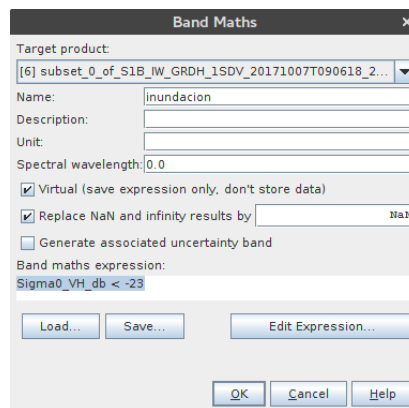 Band Maths
Target product:
[6] subset_0_of_S1B_IW_GRDH_1SDV_20171007T090618_2...
Name: inundacion
Description:
Unit:
Spectral wavelength: 0.0
Virtual (save expression only, don't store data)
Replace NaN and infinity results by NaN
Generate associated uncertainty band
Band maths expression:
Sigma0_VH_db < -23
Load... Save... Edit Expression...
OK Cancel Help